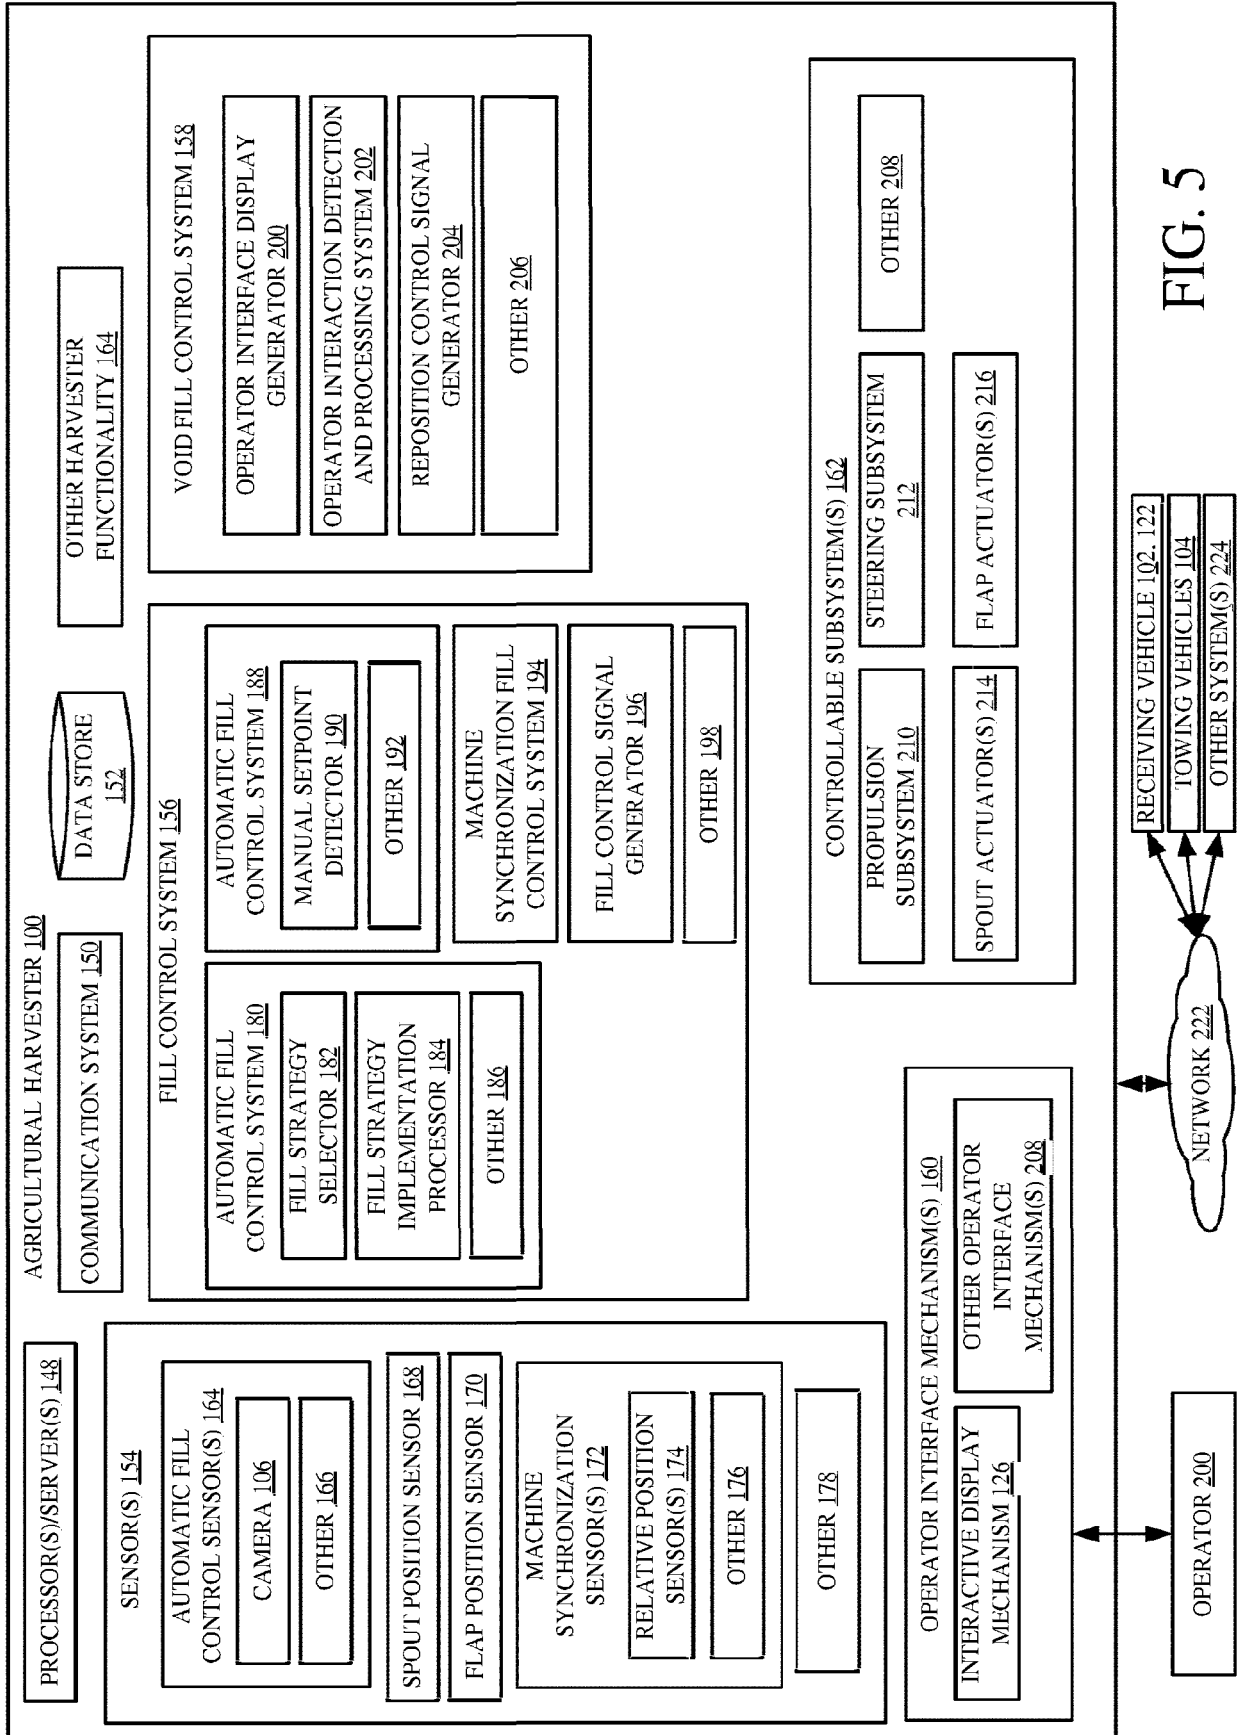 AGRICULTURAL HARVESTER 100
PROCESSOR(S)/SERVER(S) 148
COMMUNICATION SYSTEM 150
DATA STORE
152
OTHER HARVESTER
FUNCTIONALITY 164
SENSOR(S) 154
AUTOMATIC FILL
CONTROL SENSOR(S) 164
CAMERA 106
OTHER 166
SPOUT POSITION SENSOR 168
FLAP POSITION SENSOR 170
MACHINE
SYNCHRONIZATION
SENSOR(S) 172
RELATIVE POSITION
SENSOR(S) 174
OTHER 176
OTHER 178
FILL CONTROL SYSTEM 156
AUTOMATIC FILL
CONTROL SYSTEM 180
FILL STRATEGY
SELECTOR 182
FILL STRATEGY
IMPLEMENTATION
PROCESSOR 184
OTHER 186
AUTOMATIC FILL
CONTROL SYSTEM 188
MANUAL SETPOINT
DETECTOR 190
OTHER 192
MACHINE
SYNCHRONIZATION FILL
CONTROL SYSTEM 194
FILL CONTROL SIGNAL
GENERATOR 196
OTHER 198
VOID FILL CONTROL SYSTEM 158
OPERATOR INTERFACE DISPLAY
GENERATOR 200
OPERATOR INTERACTION DETECTION
AND PROCESSING SYSTEM 202
REPOSITION CONTROL SIGNAL
GENERATOR 204
OTHER 206
OPERATOR INTERFACE MECHANISM(S) 160
INTERACTIVE DISPLAY
MECHANISM 126
OTHER OPERATOR
INTERFACE
MECHANISM(S) 208
CONTROLLABLE SUBSYSTEM(S) 162
PROPULSION
SUBSYSTEM 210
STEERING SUBSYSTEM
212
OTHER 208
SPOUT ACTUATOR(S) 214
FLAP ACTUATOR(S) 216
OPERATOR 200
NETWORK 222
RECEIVING VEHICLE 102. 122
TOWING VEHICLES 104
OTHER SYSTEM(S) 224
FIG. 5